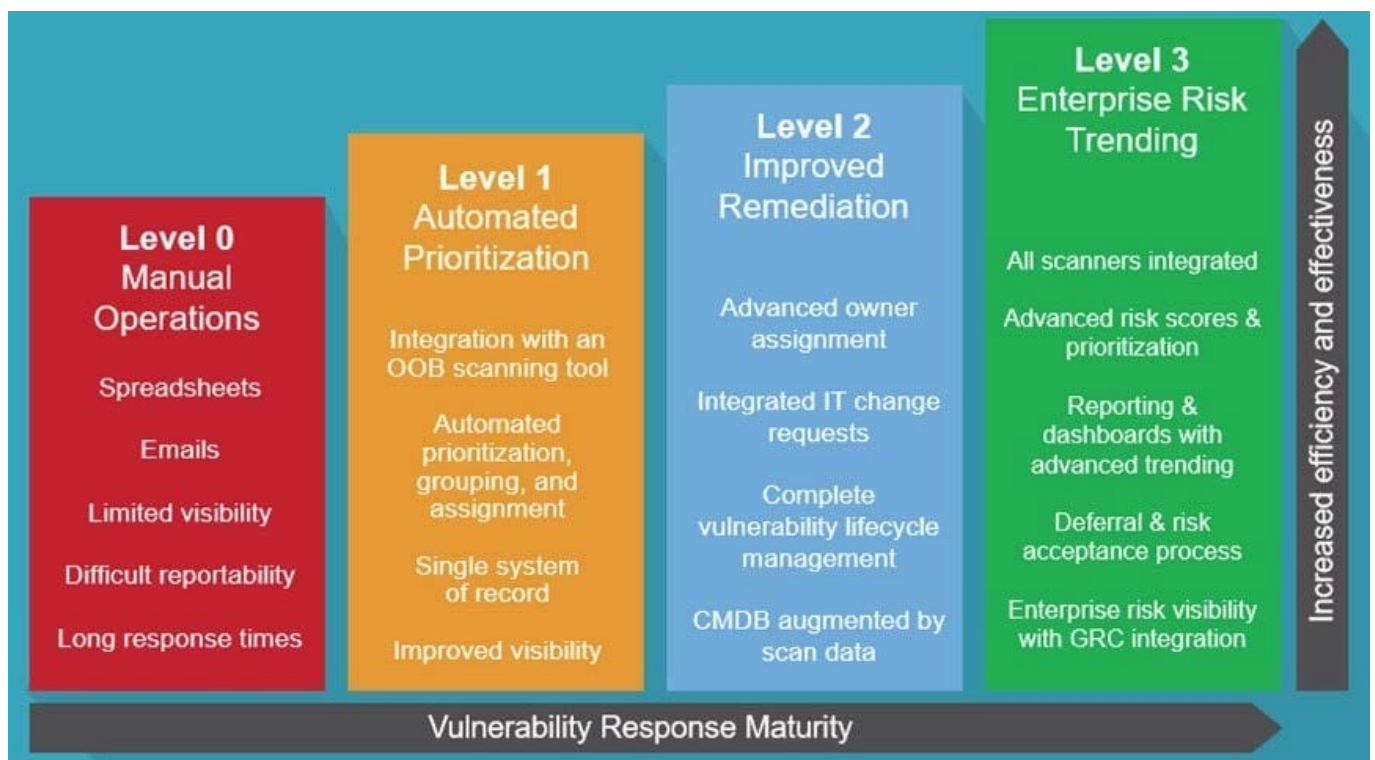 Level 0
Manual
Operations
Spreadsheets
Emails
Limited visibility
Difficult reportability
Long response times
Level 1
Automated
Prioritization
Integration with an
OOB scanning tool
Automated
prioritization,
grouping, and
assignment
Single system
of record
Improved visibility
Level 2
Improved
Remediation
Advanced owner
assignment
Integrated IT change
requests
Complete
vulnerability lifecycle
management
CMDB augmented by
scan data
Level 3
Enterprise Risk
Trending
All scanners integrated
Advanced risk scores &
prioritization
Reporting &
dashboards with
advanced trending
Deferral & risk
acceptance process
Enterprise risk visibility
with GRC integration
Increased efficiency and effectiveness
Vulnerability Response Maturity